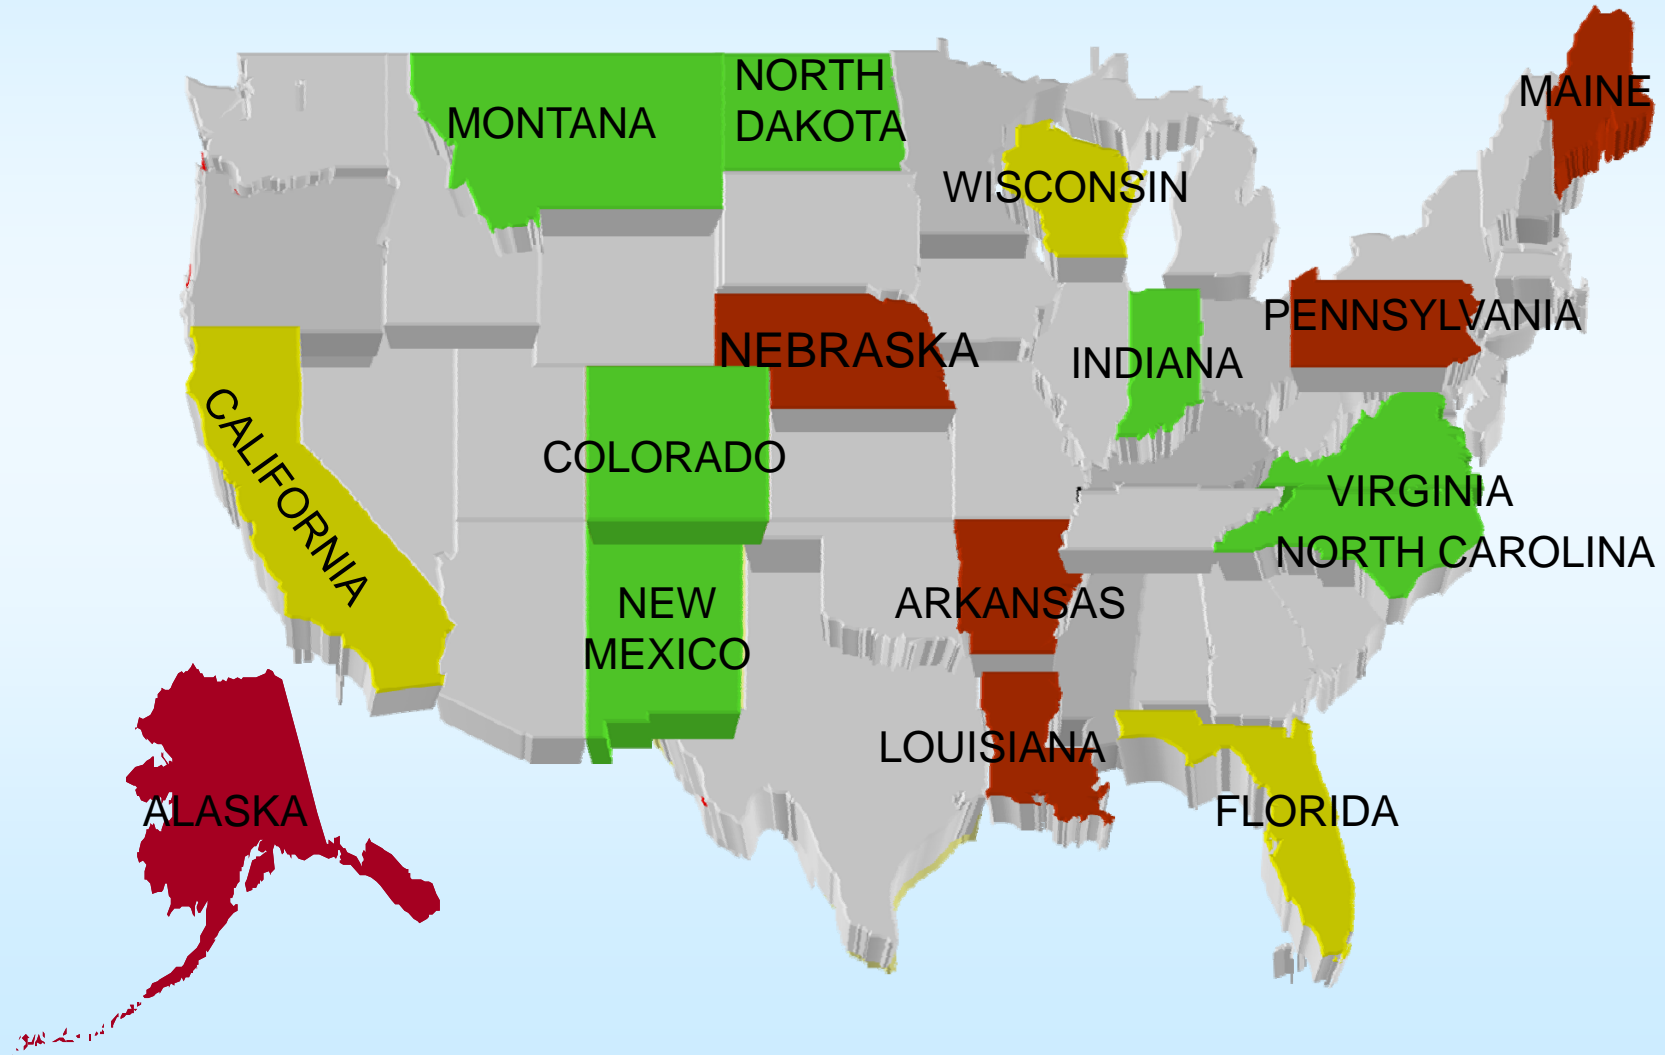 MAINE
NORTH
DAKOTA
MONTANA
WISCONSIN
PENNSYLVANIA
NEBRASKA
INDIANA
CALIFORNIA
COLORADO
VIRGINIA
NORTH CAROLINA
NEW
MEXICO
ARKANSAS
LOUISIANA
ALASKA
FLORIDA